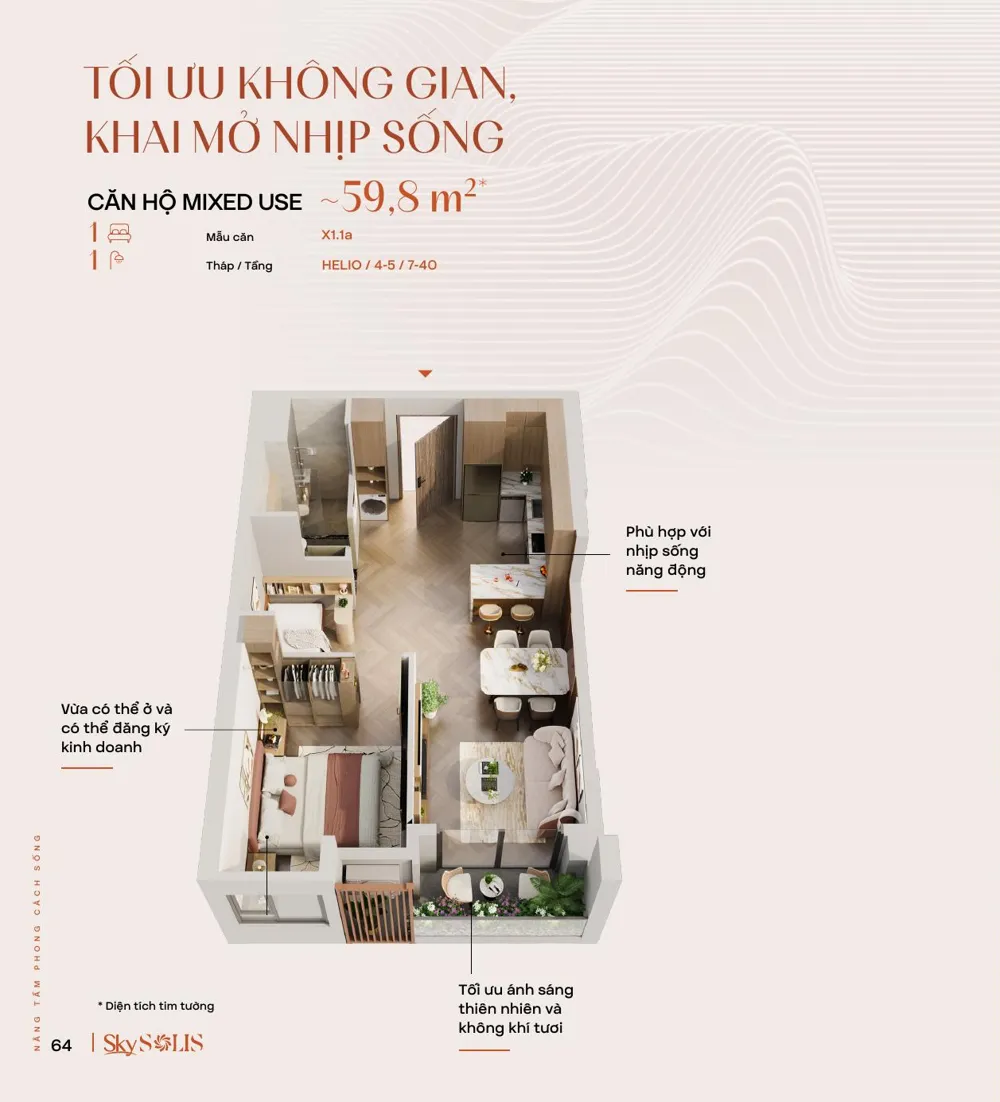 TỐI ƯU KHÔNG GIAN,
KHAI MỞ NHỊP SỐNG
CĂN HỘ MIXED USE ~59,8 m²*
1
Mẫu căn X1.1a
1
Tháp / Tầng HELIO / 4-5 / 7-40
Phù hợp với
nhịp sống
năng động
Vừa có thể ở và
có thể đăng ký
kinh doanh
Tối ưu ánh sáng
thiên nhiên và
không khí tươi
* Diện tích tim tường
NÂNG TẦM PHONG CÁCH SỐNG
64 | Sky SOLIS